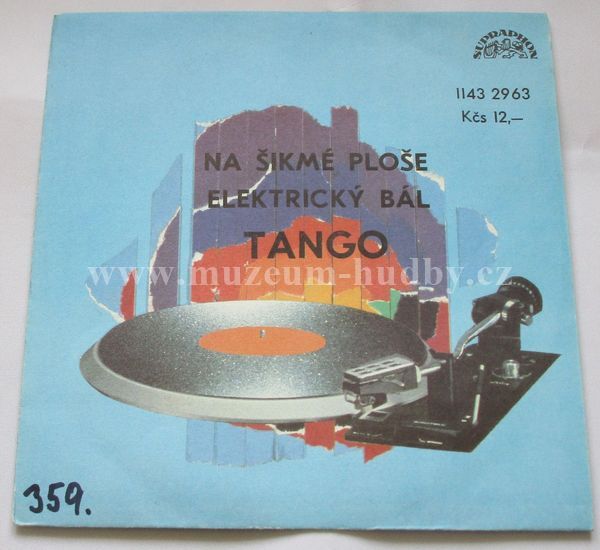 SUPRAPHON
1143 2963
Kčs 12,–
NA ŠIKMÉ PLOŠE
ELEKTRICKÝ BÁL
TANGO
www.muzeum-hudby.cz
359.